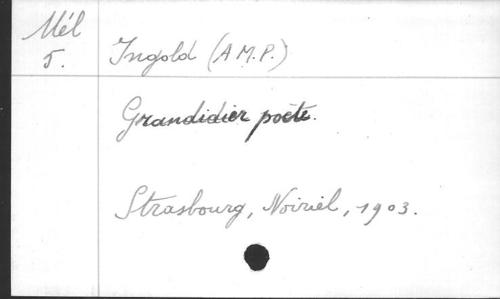 Mél
5.
Ingold (A M.P.)
Grandidier poète.
Strasbourg, Noiriel, 1903.